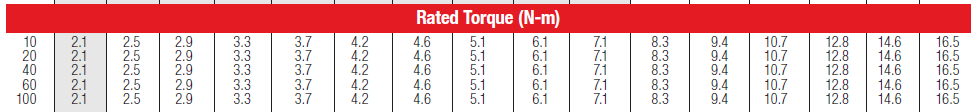 Rated Torque (N-m)
10 2.1 2.5 2.9 3.3 3.7 4.2 4.6 5.1 6.1 7.1 8.3 9.4 10.7 12.8 14.6 16.5
20 2.1 2.5 2.9 3.3 3.7 4.2 4.6 5.1 6.1 7.1 8.3 9.4 10.7 12.8 14.6 16.5
40 2.1 2.5 2.9 3.3 3.7 4.2 4.6 5.1 6.1 7.1 8.3 9.4 10.7 12.8 14.6 16.5
60 2.1 2.5 2.9 3.3 3.7 4.2 4.6 5.1 6.1 7.1 8.3 9.4 10.7 12.8 14.6 16.5
100 2.1 2.5 2.9 3.3 3.7 4.2 4.6 5.1 6.1 7.1 8.3 9.4 10.7 12.8 14.6 16.5